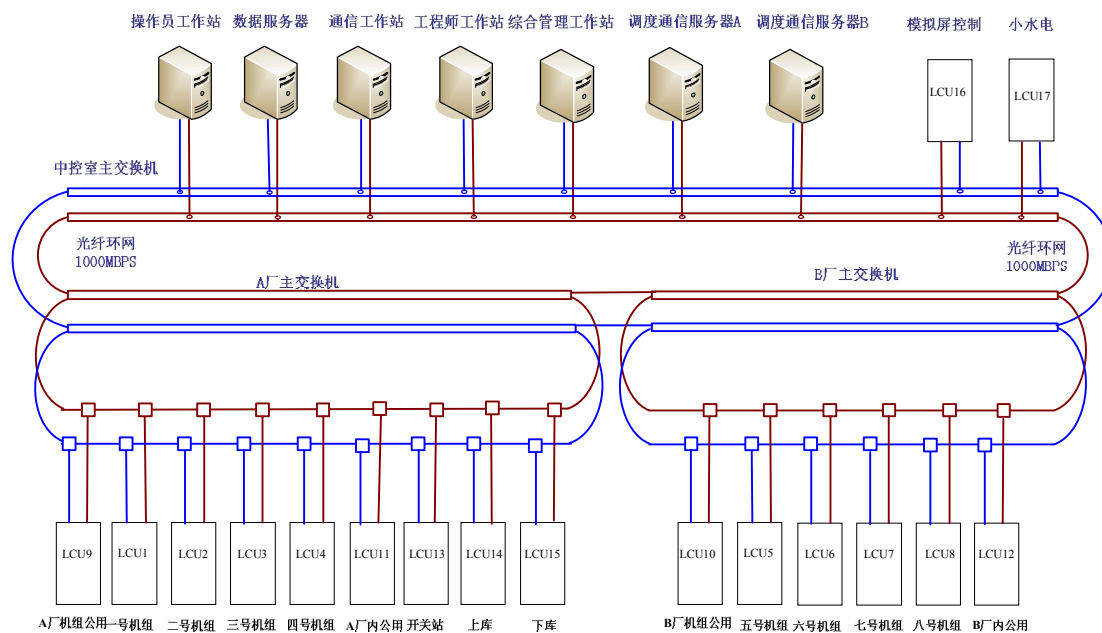 操作员工作站
数据服务器
通信工作站
工程师工作站
综合管理工作站
调度通信服务器A
调度通信服务器B
模拟屏控制
小水电
LCU16
LCU17
中控室主交换机
光纤环网
1000MBPS
光纤环网
1000MBPS
A厂主交换机
B厂主交换机
LCU9
LCU1
LCU2
LCU3
LCU4
LCU11
LCU13
LCU14
LCU15
LCU10
LCU5
LCU6
LCU7
LCU8
LCU12
A厂机组公用
一号机组
二号机组
三号机组
四号机组
A厂内公用
开关站
上库
下库
B厂机组公用
五号机组
六号机组
七号机组
八号机组
B厂内公用